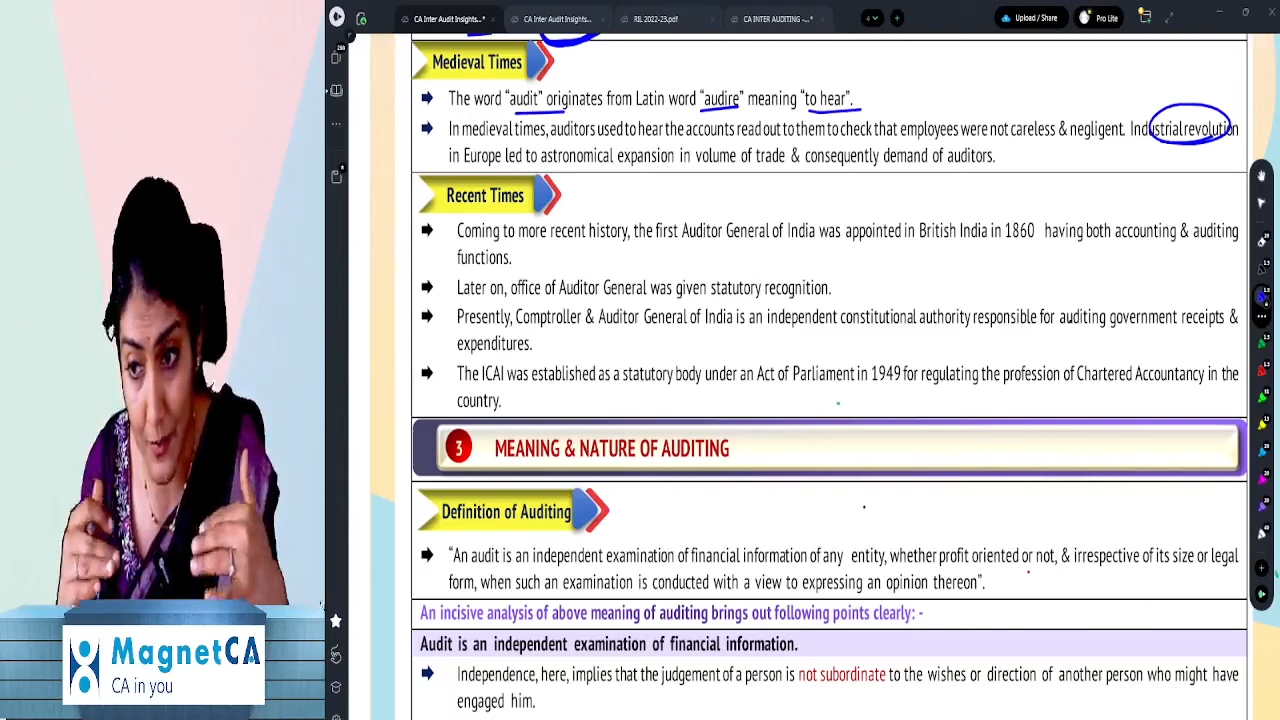 CA Inter Audit Insights...*
CA Inter Audit Insights...
RIL 2022-23.pdf
CA INTER AUDITING -...*
4
Upload / Share
Pro Lite
Medieval Times
The word “audit” originates from Latin word “audire” meaning “to hear”.
In medieval times, auditors used to hear the accounts read out to them to check that employees were not careless & negligent. Industrial revolution
in Europe led to astronomical expansion in volume of trade & consequently demand of auditors.
Recent Times
Coming to more recent history, the first Auditor General of India was appointed in British India in 1860 having both accounting & auditing
functions.
Later on, office of Auditor General was given statutory recognition.
Presently, Comptroller & Auditor General of India is an independent constitutional authority responsible for auditing government receipts &
expenditures.
The ICAI was established as a statutory body under an Act of Parliament in 1949 for regulating the profession of Chartered Accountancy in the
country.
3 MEANING & NATURE OF AUDITING
Definition of Auditing
“An audit is an independent examination of financial information of any entity, whether profit oriented or not, & irrespective of its size or legal
form, when such an examination is conducted with a view to expressing an opinion thereon”.
An incisive analysis of above meaning of auditing brings out following points clearly: -
Audit is an independent examination of financial information.
Independence, here, implies that the judgement of a person is not subordinate to the wishes or direction of another person who might have
engaged him.
MagnetCA
CA in you